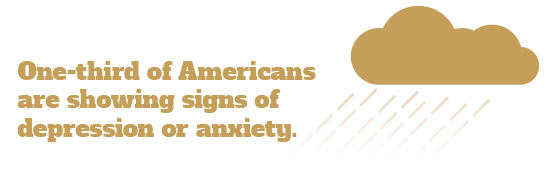 One-third of Americans
are showing signs of
depression or anxiety.